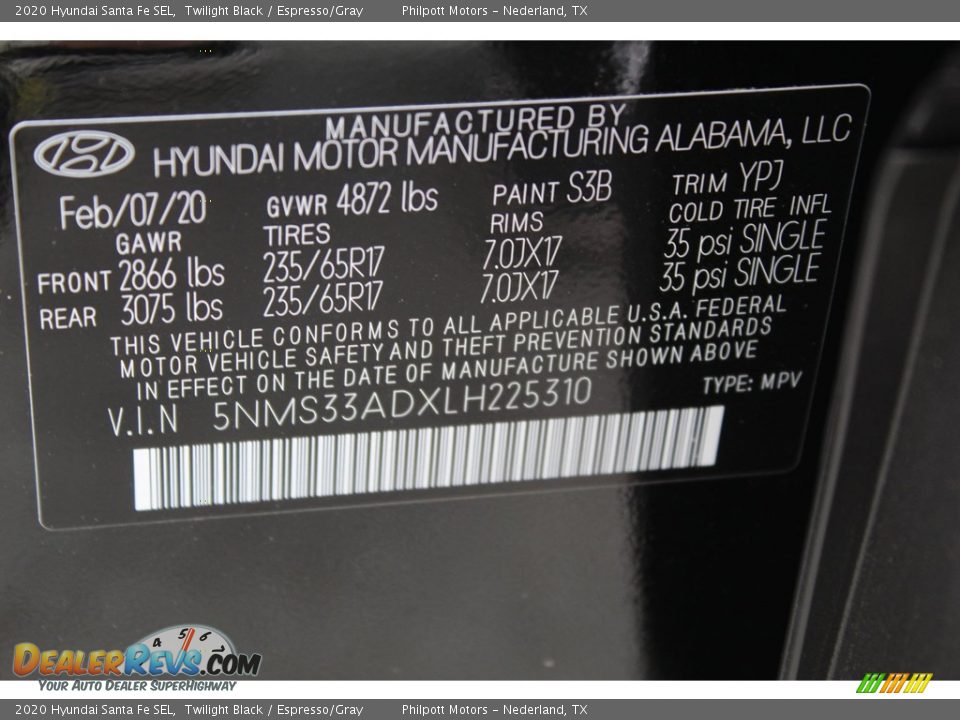 2020 Hyundai Santa Fe SEL, Twilight Black / Espresso/Gray Philpott Motors - Nederland, TX
MANUFACTURED BY
HYUNDAI MOTOR MANUFACTURING ALABAMA, LLC
Feb/07/20 GVWR 4872 lbs PAINT S3B TRIM YPJ
GAWR TIRES RIMS COLD TIRE INFL
FRONT 2866 lbs 235/65R17 7.0JX17 35 psi SINGLE
REAR 3075 lbs 235/65R17 7.0JX17 35 psi SINGLE
THIS VEHICLE CONFORMS TO ALL APPLICABLE U.S.A. FEDERAL
MOTOR VEHICLE SAFETY AND THEFT PREVENTION STANDARDS
IN EFFECT ON THE DATE OF MANUFACTURE SHOWN ABOVE
V.I.N 5NMS33ADXLH225310 TYPE: MPV
4 5 6
DEALERREVS.COM
YOUR AUTO DEALER SUPERHIGHWAY
2020 Hyundai Santa Fe SEL, Twilight Black / Espresso/Gray Philpott Motors - Nederland, TX